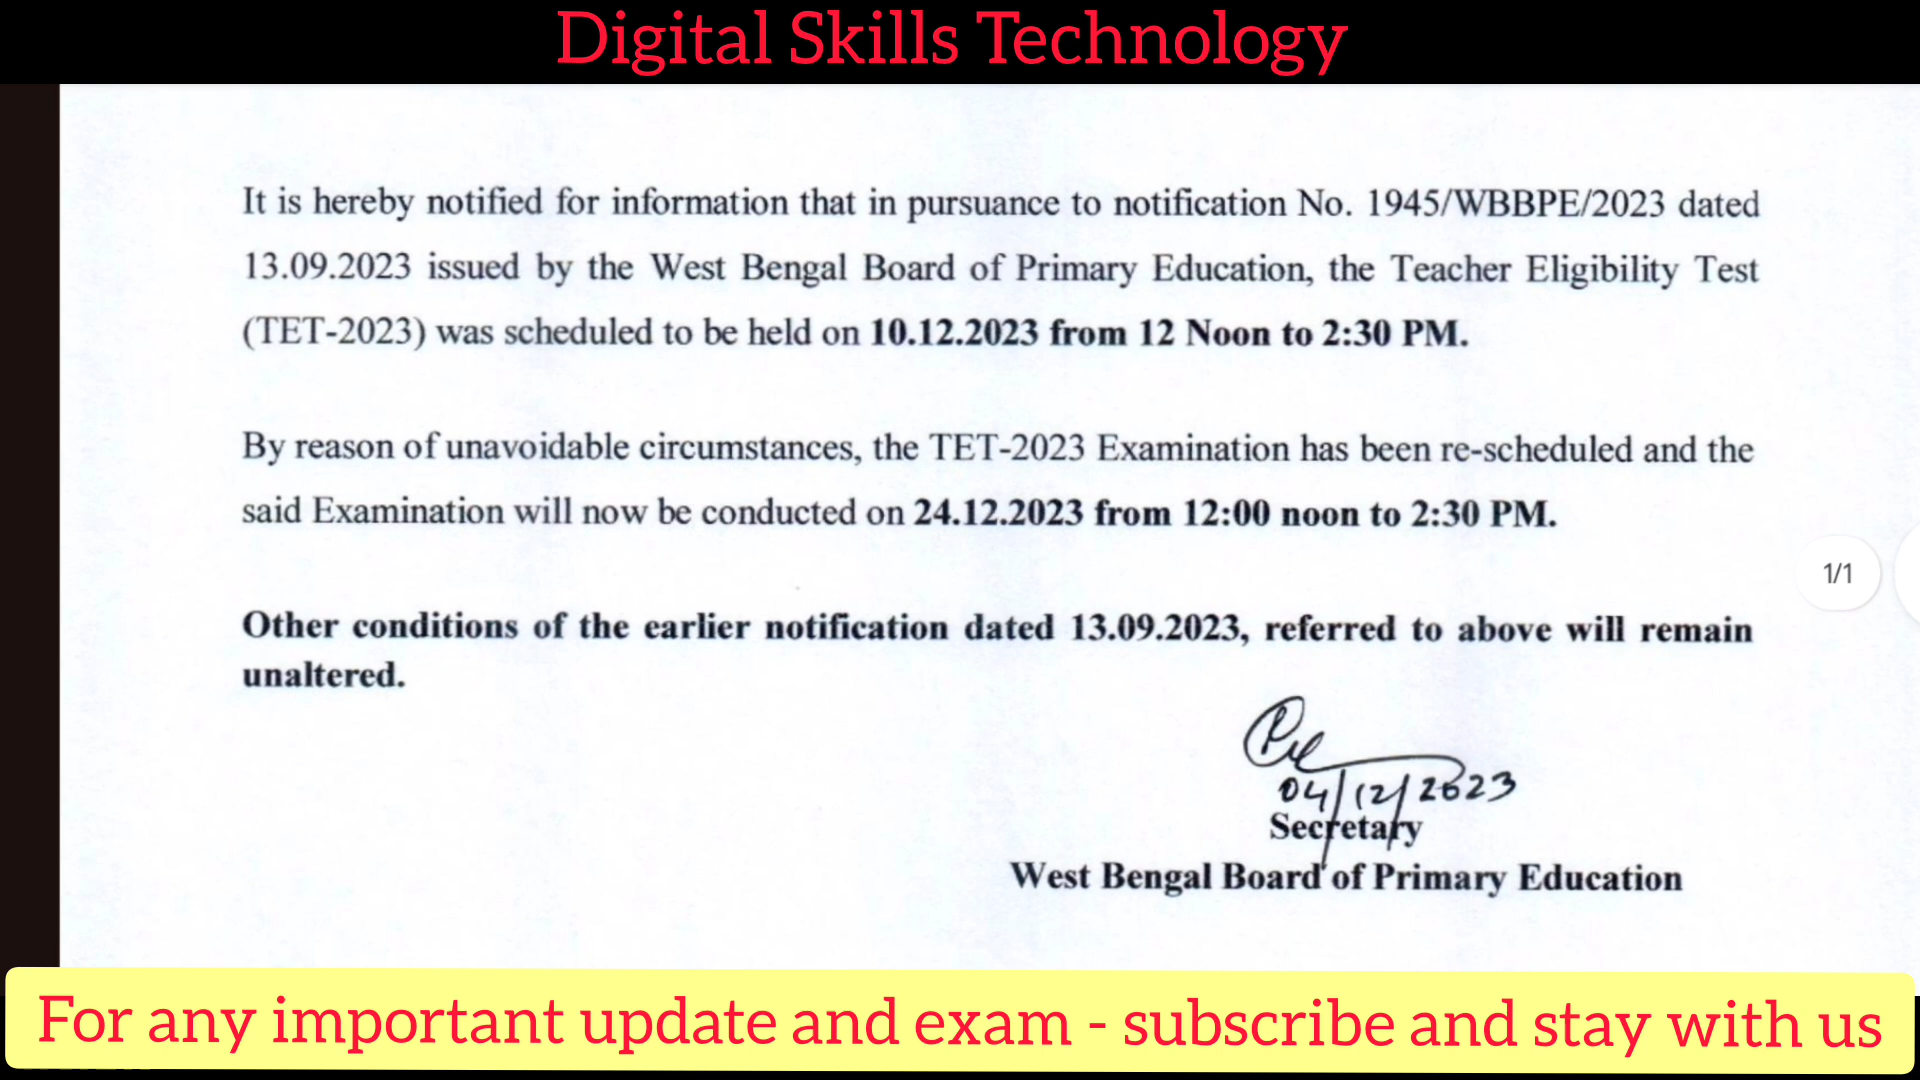 Digital Skills Technology
It is hereby notified for information that in pursuance to notification No. 1945/WBBPE/2023 dated
13.09.2023 issued by the West Bengal Board of Primary Education, the Teacher Eligibility Test
(TET-2023) was scheduled to be held on 10.12.2023 from 12 Noon to 2:30 PM.
By reason of unavoidable circumstances, the TET-2023 Examination has been re-scheduled and the
said Examination will now be conducted on 24.12.2023 from 12:00 noon to 2:30 PM.
1/1
Other conditions of the earlier notification dated 13.09.2023, referred to above will remain
unaltered.
04/12/2023
Secretary
West Bengal Board of Primary Education
For any important update and exam - subscribe and stay with us